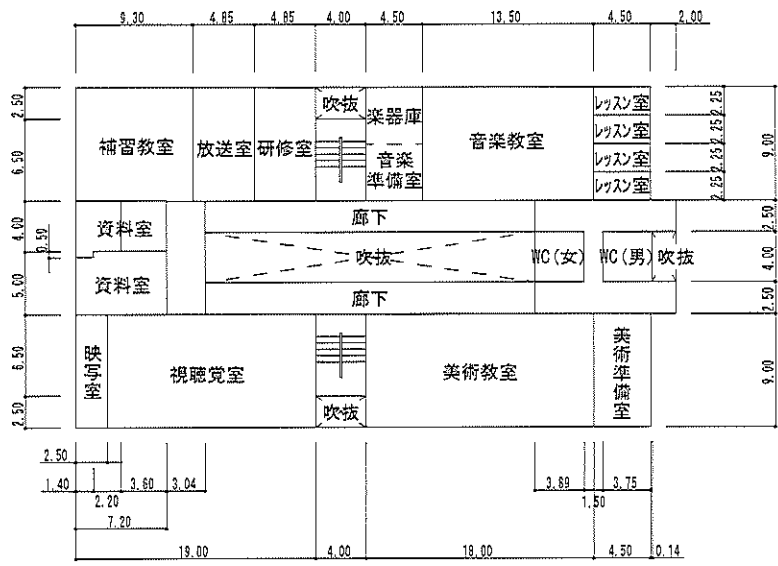 9.30 4.85 4.85 4.00 4.50 13.50 4.50 2.00
2.50 6.50 4.00 0.50 5.00 6.50 2.50
補習教室
放送室
研修室
吹抜
楽器庫
音楽
準備室
音楽教室
レッスン室
レッスン室
レッスン室
レッスン室
2.25
2.25
2.25
2.25
9.00
2.50
4.00
2.50
9.00
資料室
資料室
廊下
吹抜
WC(女)
WC(男)
吹抜
廊下
映写室
視聴覚室
吹抜
美術教室
美術準備室
2.50
1.40 2.20 3.60 3.04
7.20
3.89 1.50 3.75
19.00 4.00 18.00 4.50 0.14